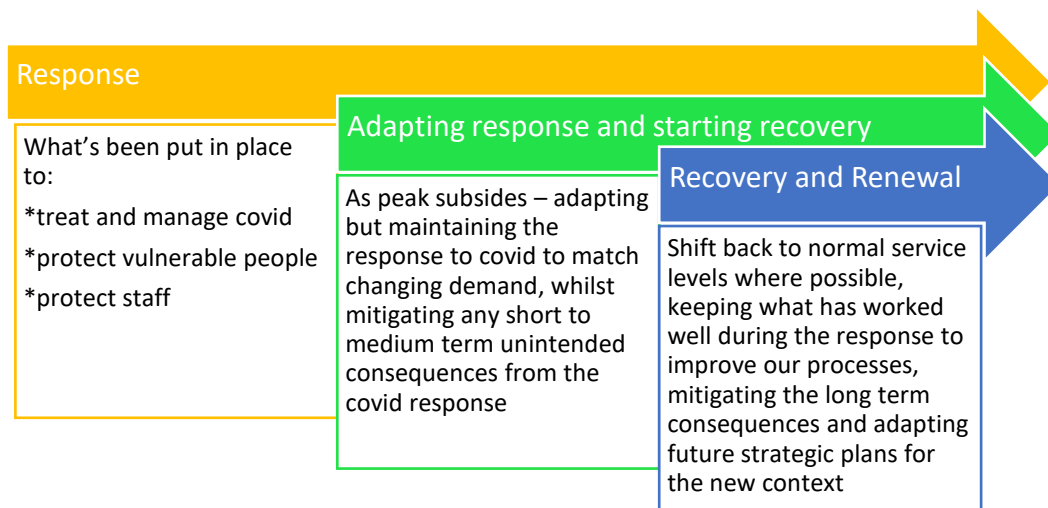 Response
What’s been put in place
to:
*treat and manage covid
*protect vulnerable people
*protect staff
Adapting response and starting recovery
As peak subsides – adapting
but maintaining the
response to covid to match
changing demand, whilst
mitigating any short to
medium term unintended
consequences from the
covid response
Recovery and Renewal
Shift back to normal service
levels where possible,
keeping what has worked
well during the response to
improve our processes,
mitigating the long term
consequences and adapting
future strategic plans for
the new context